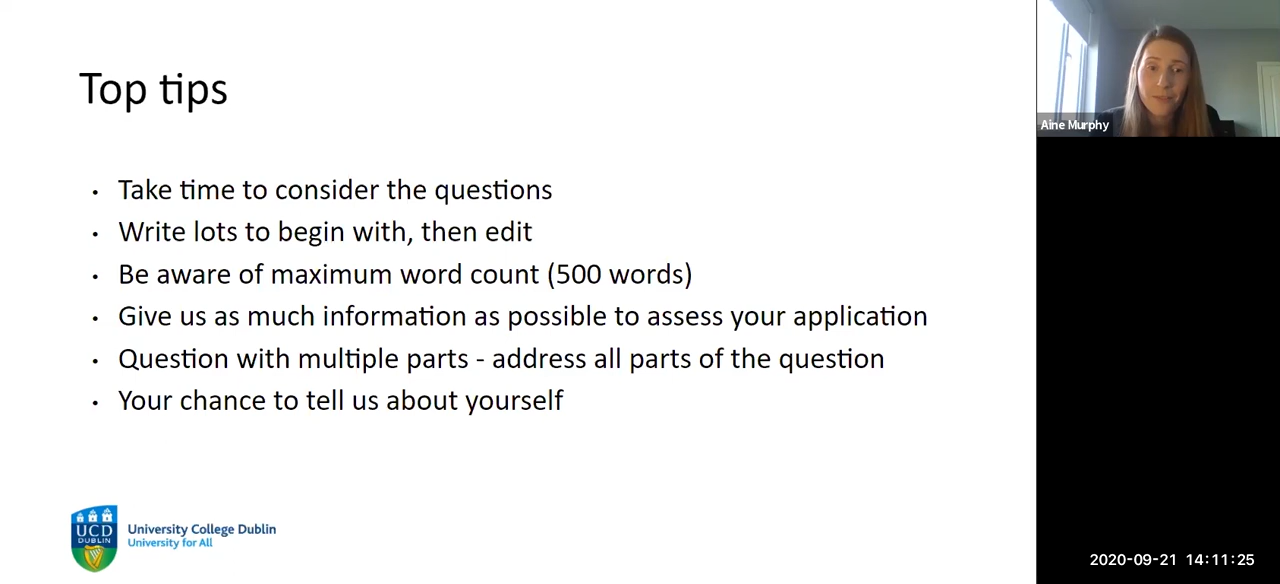 Top tips
Aine Murphy
• Take time to consider the questions
• Write lots to begin with, then edit
• Be aware of maximum word count (500 words)
• Give us as much information as possible to assess your application
• Question with multiple parts - address all parts of the question
• Your chance to tell us about yourself
UCD
DUBLIN
University College Dublin
University for All
2020-09-21 14:11:25